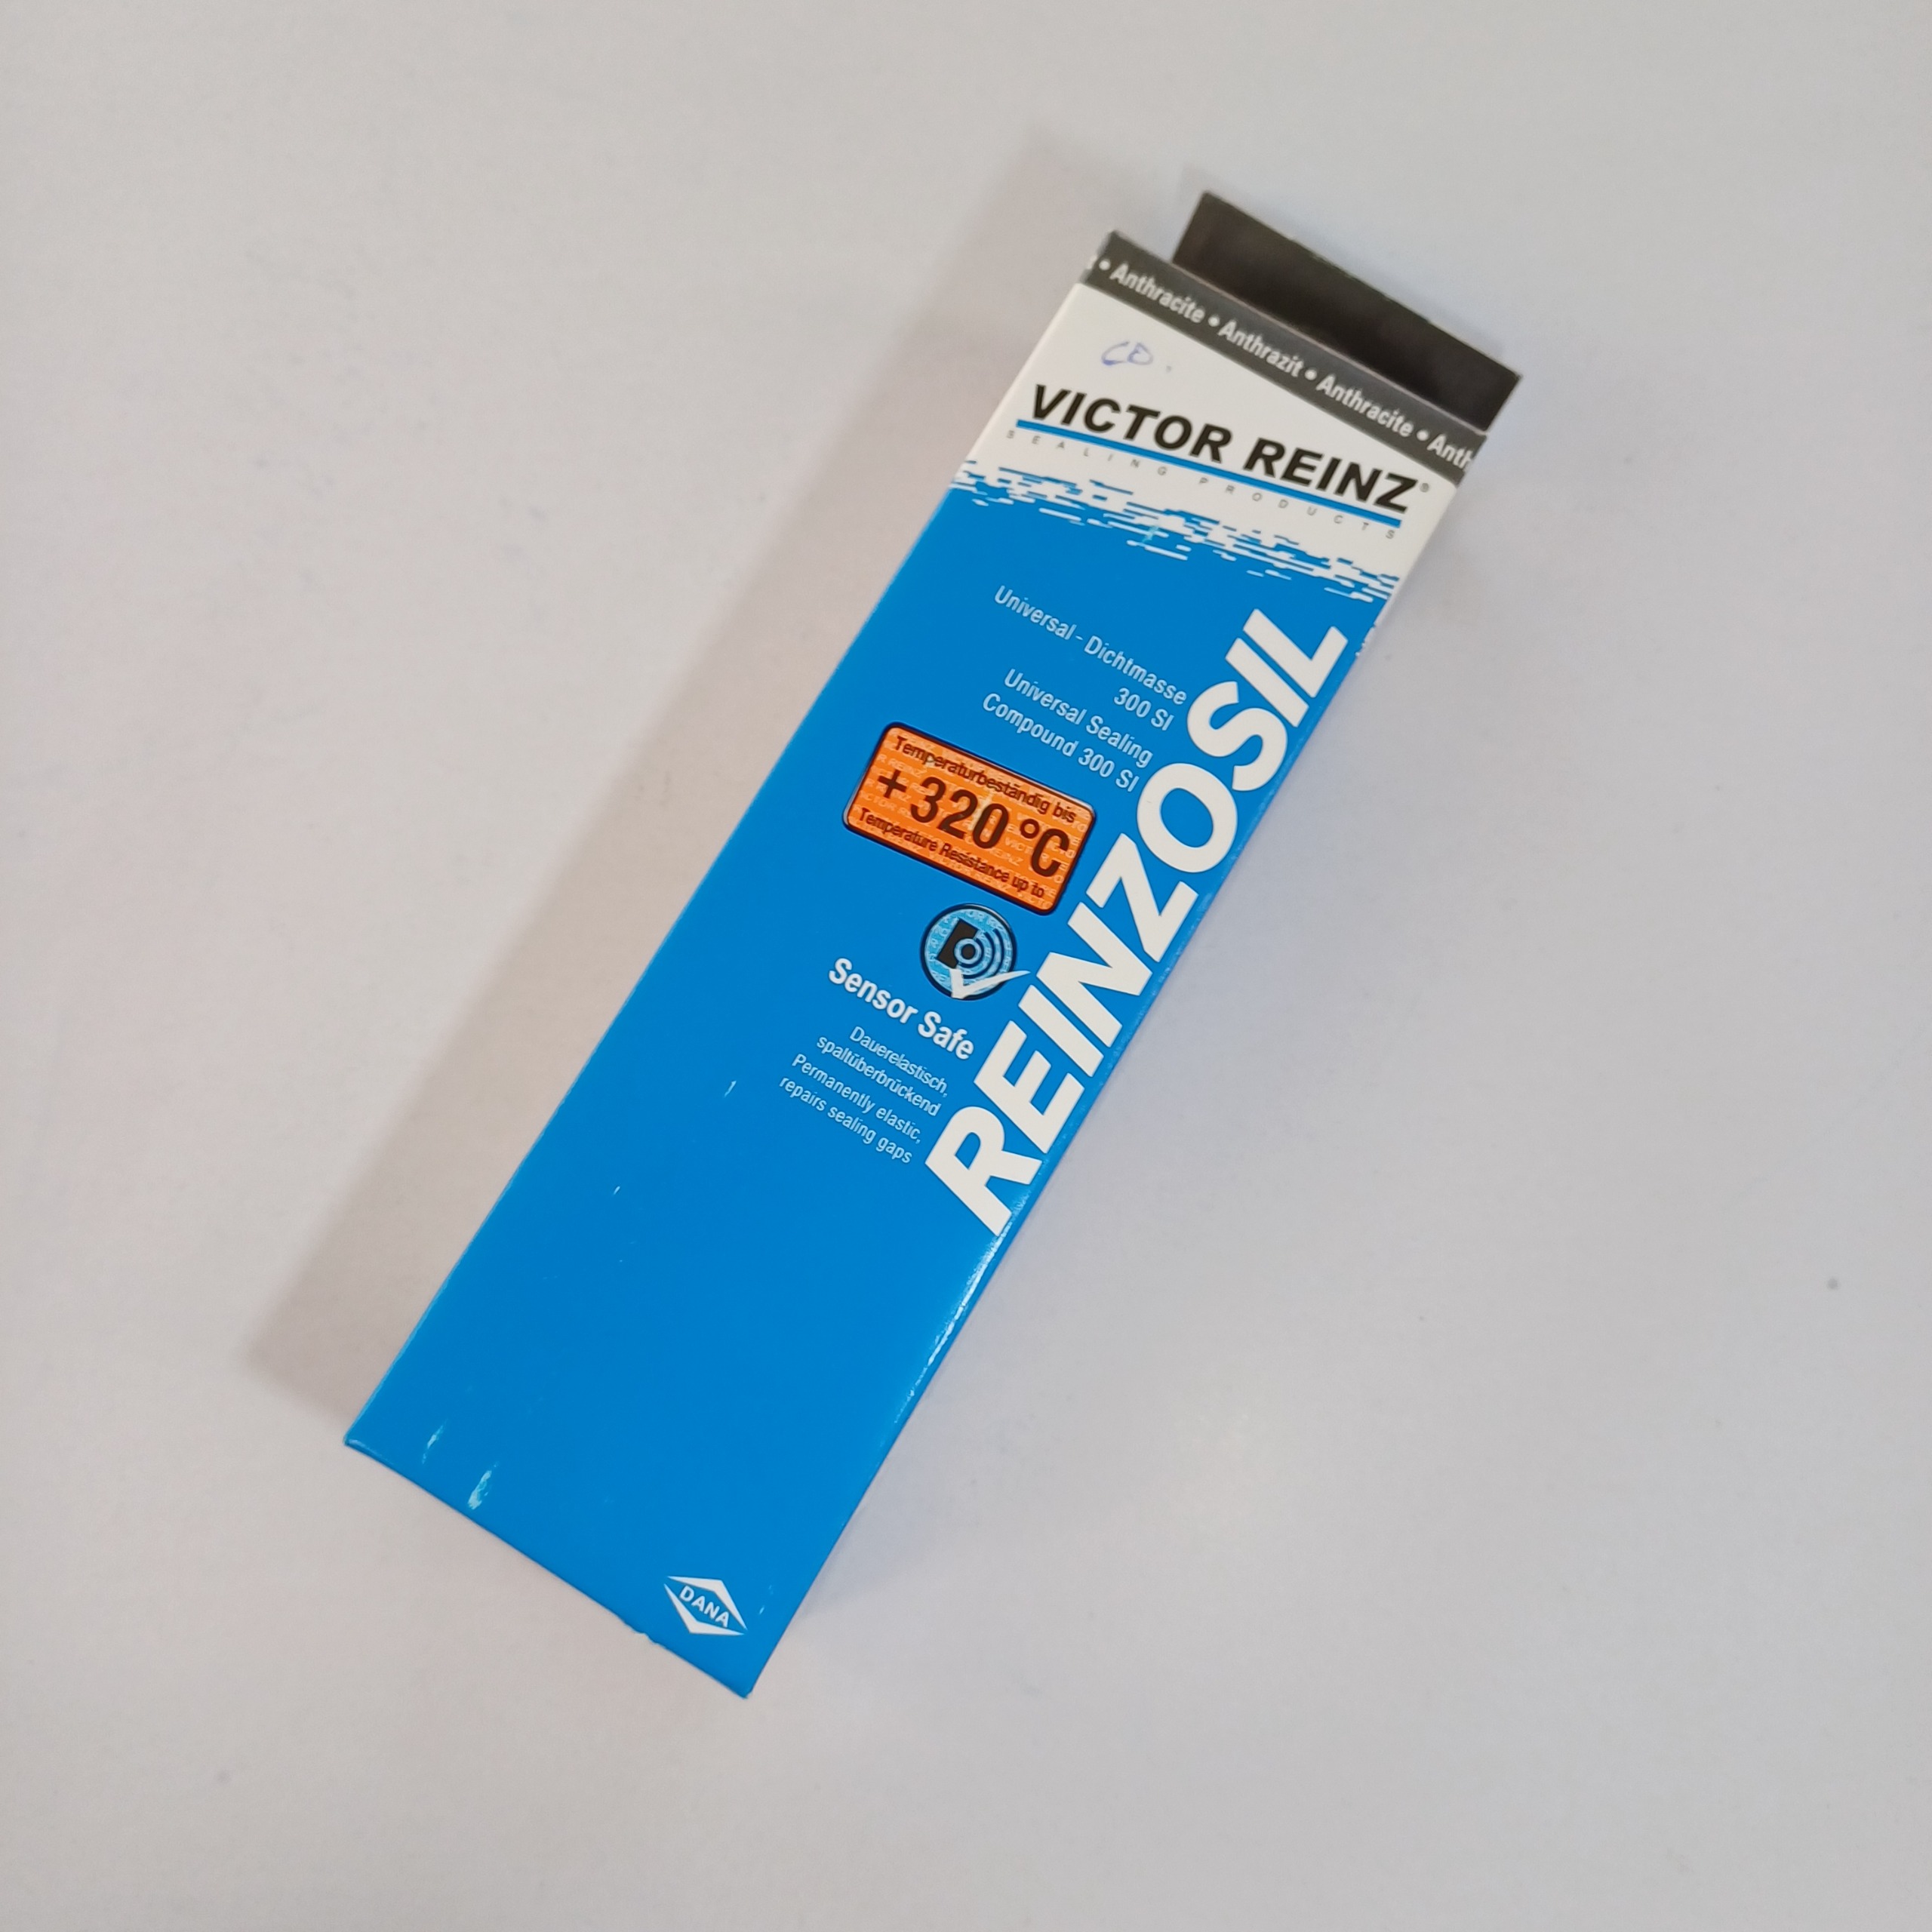 • Anthracite • Anthrazit • Anthracite • Anth
CD.
VICTOR REINZ®
SEALING PRODUCTS
REINZOSIL
Universal - Dichtmasse
300 SI
Universal Sealing
Compound 300 SI
Temperaturbeständig bis
+320 °C
Temperature Resistance up to
Sensor Safe
Dauerelastisch,
spaltüberbrückend
Permanently elastic,
repairs sealing gaps
DANA